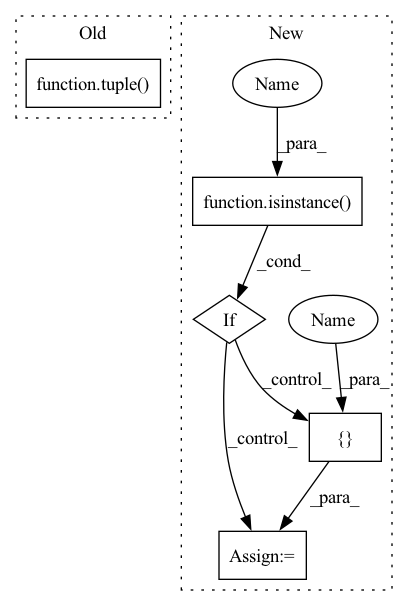 Old
New
function.tuple()
Name
_para_
function.isinstance()
_cond_
If
Name
_control_
_para_
_control_
{}
_para_
Assign:=